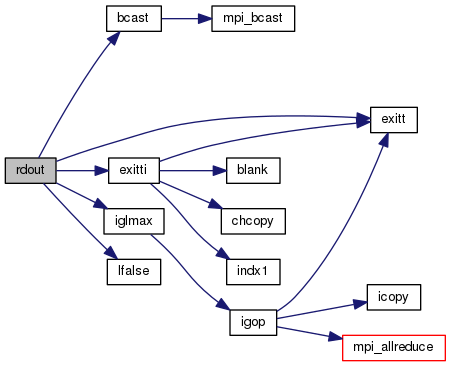 bcast
mpi_bcast
rdout
exitt
exitti
blank
iglmax
chcopy
lfalse
indx1
igop
icopy
mpi_allreduce